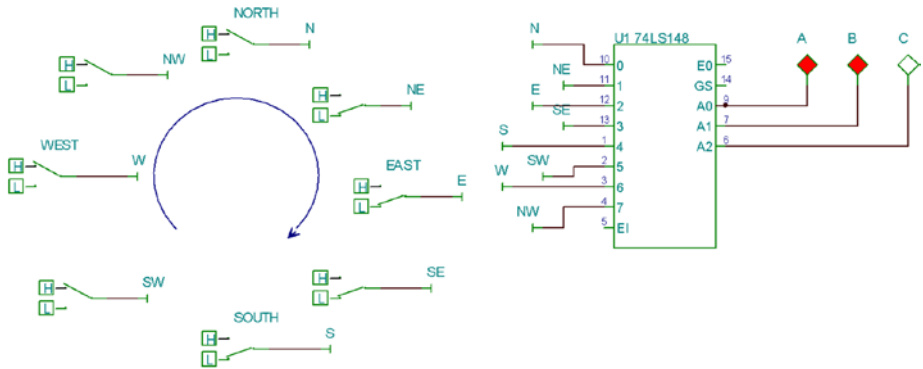 NORTH
H
L
N
H
L
NW
H
L
NE
WEST
H
L
W
EAST
H
L
E
H
L
SW
H
L
SE
SOUTH
H
L
S
U1 74LS148
N
10 0
NE
11 1
E
12 2
SE
13 3
S
1 4
SW
2 5
W
3 6
NW
4 7
5 EI
E0 15
GS 14
A0 9
A1 7
A2 6
A
B
C